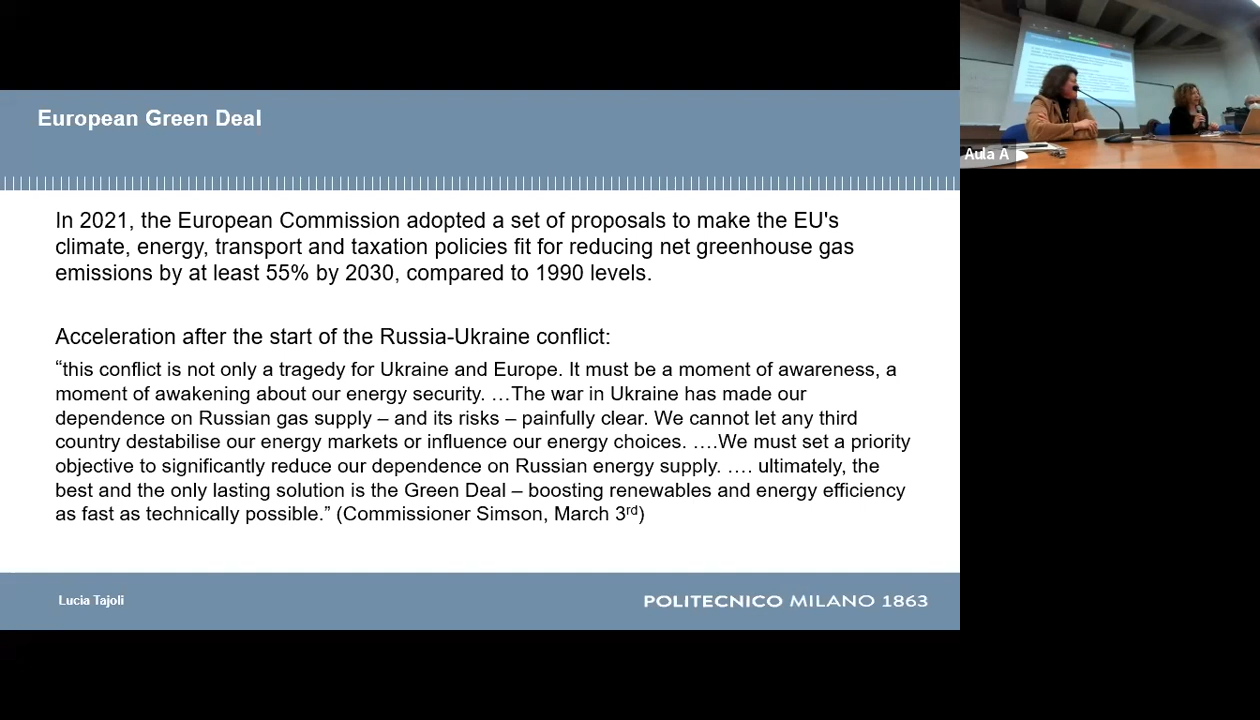 European Green Deal
In 2021, the European Commission adopted a set of proposals to make the EU's
climate, energy, transport and taxation policies fit for reducing net greenhouse gas
emissions by at least 55% by 2030, compared to 1990 levels.
Acceleration after the start of the Russia-Ukraine conflict:
“this conflict is not only a tragedy for Ukraine and Europe. It must be a moment of awareness, a
moment of awakening about our energy security. …The war in Ukraine has made our
dependence on Russian gas supply – and its risks – painfully clear. We cannot let any third
country destabilise our energy markets or influence our energy choices. ….We must set a priority
objective to significantly reduce our dependence on Russian energy supply. …. ultimately, the
best and the only lasting solution is the Green Deal – boosting renewables and energy efficiency
as fast as technically possible.” (Commissioner Simson, March 3rd)
Lucia Tajoli
POLITECNICO MILANO 1863
Aula A